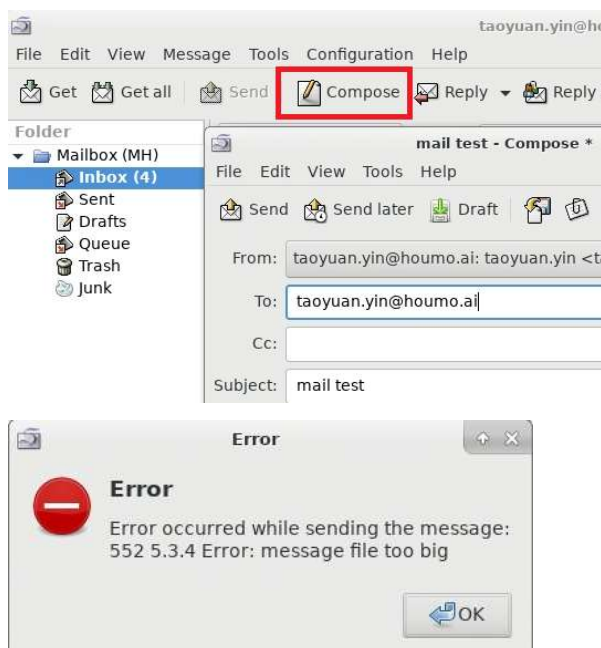 taoyuan.yin@ho
File Edit View Message Tools Configuration Help
Get Get all Send Compose Reply Reply
Folder
Mailbox (MH)
Inbox (4)
Sent
Drafts
Queue
Trash
Junk
mail test - Compose *
File Edit View Tools Help
Send Send later Draft
From: taoyuan.yin@houmo.ai: taoyuan.yin <ta
To: taoyuan.yin@houmo.ai
Cc:
Subject: mail test
Error
Error
Error occurred while sending the message:
552 5.3.4 Error: message file too big
OK